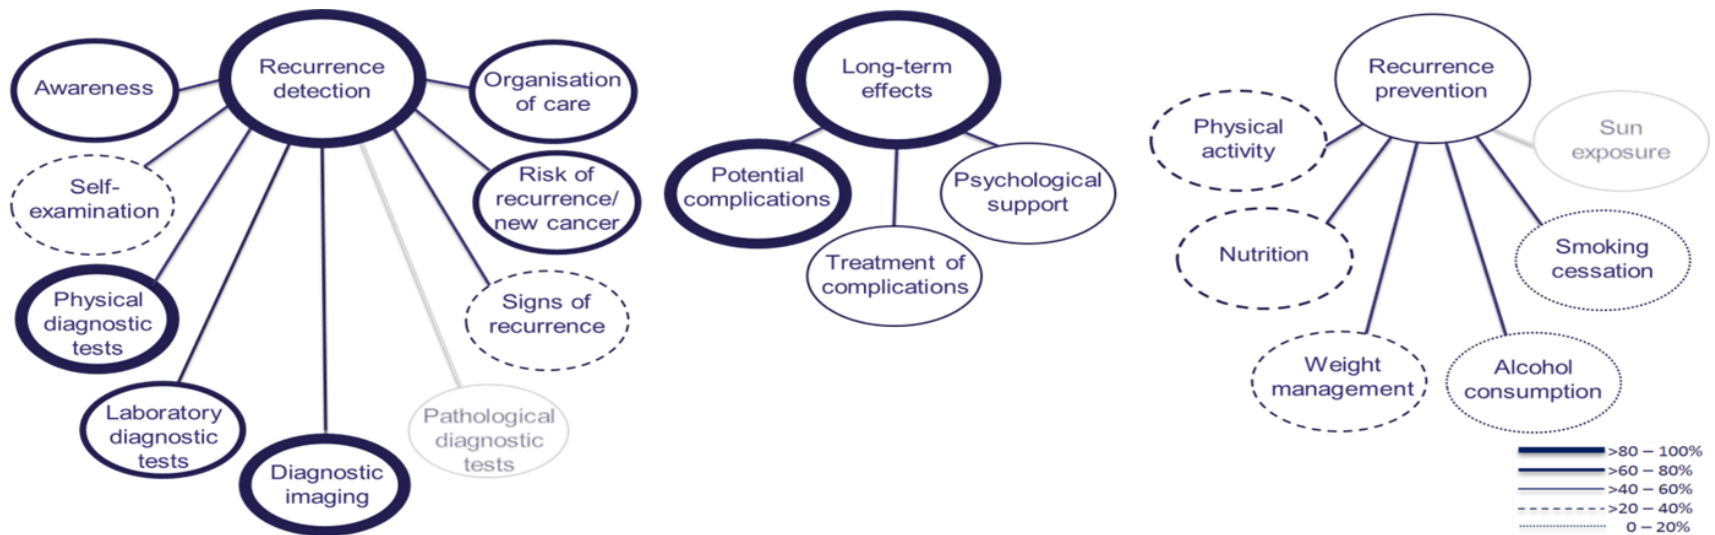 Recurrence
detection
Awareness
Organisation
of care
Self-
examination
Risk of
recurrence/
new cancer
Physical
diagnostic
tests
Signs of
recurrence
Laboratory
diagnostic
tests
Pathological
diagnostic
tests
Diagnostic
imaging
Long-term
effects
Potential
complications
Psychological
support
Treatment of
complications
Recurrence
prevention
Physical
activity
Sun
exposure
Nutrition
Smoking
cessation
Weight
management
Alcohol
consumption
>80 – 100%
>60 – 80%
>40 – 60%
>20 – 40%
0 – 20%